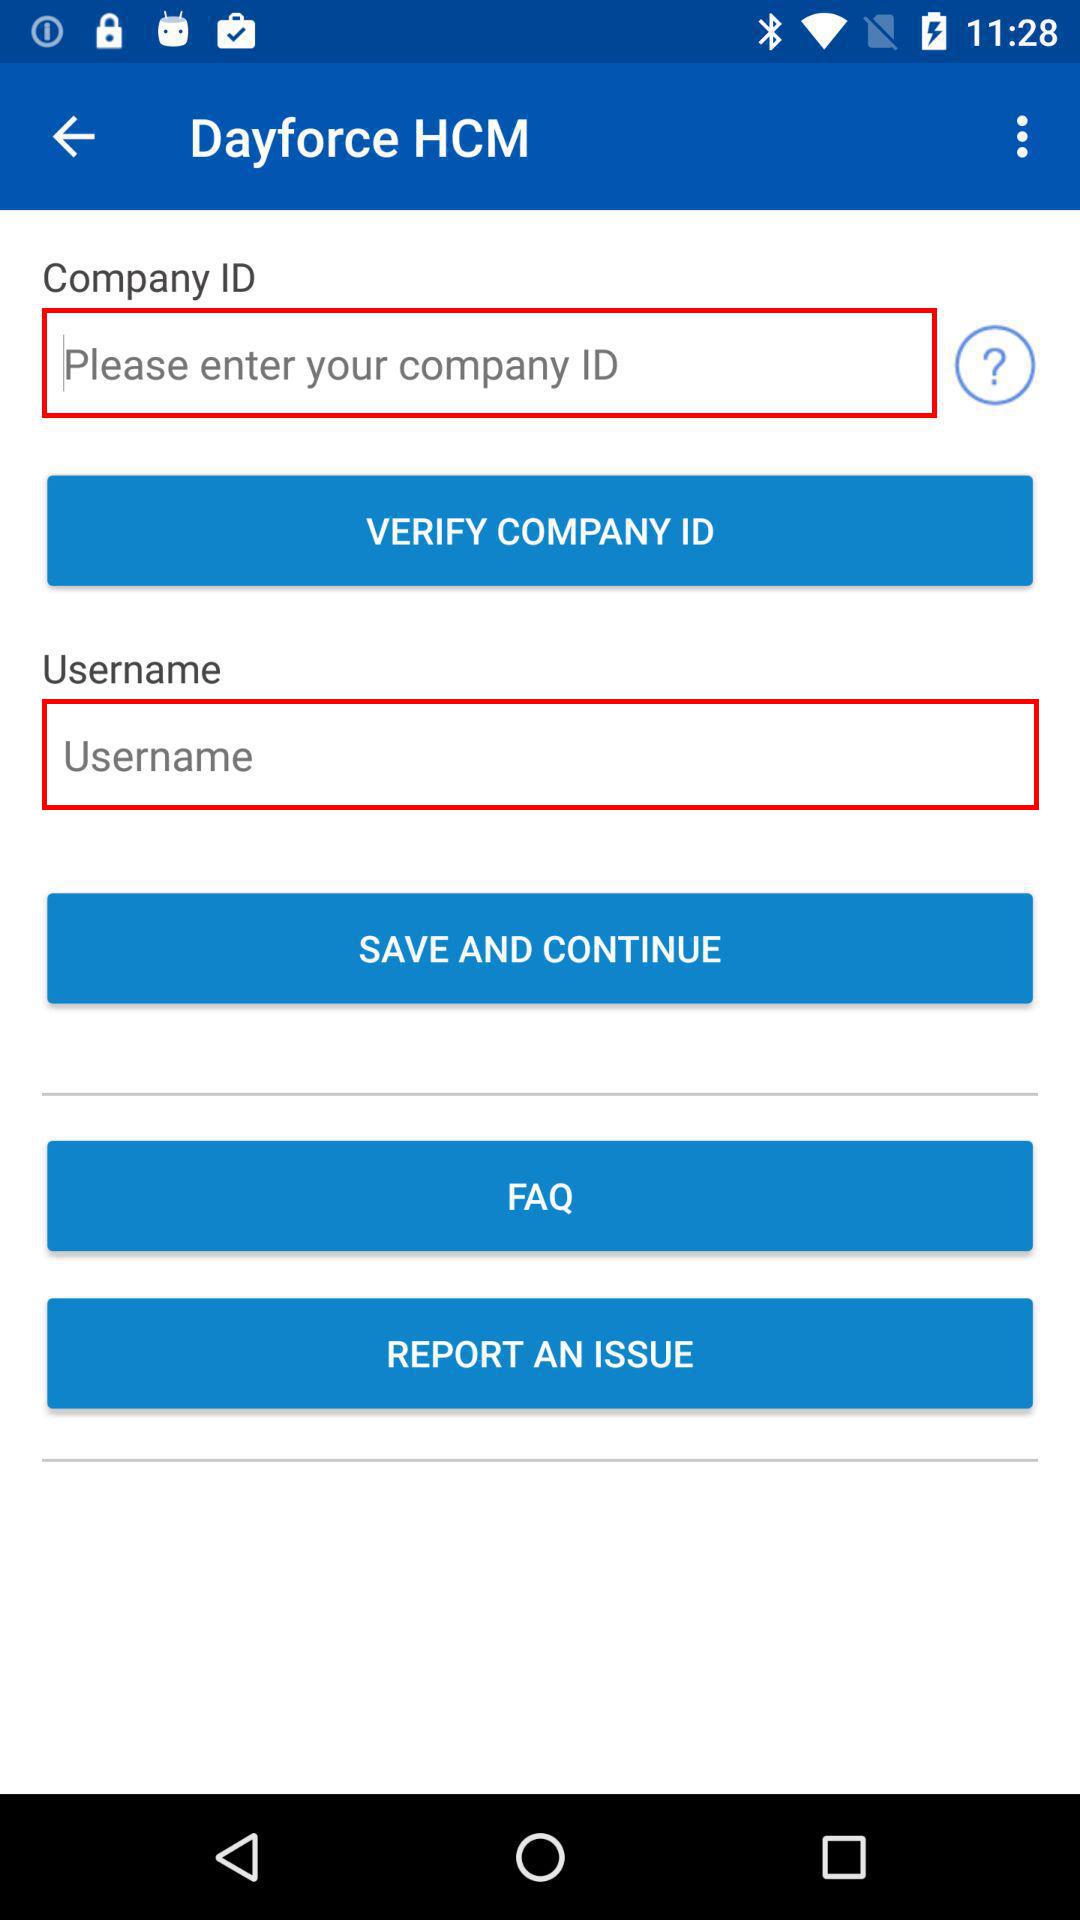 11:28
Dayforce HCM
Company ID
Please enter your company ID
?
VERIFY COMPANY ID
Username
Username
SAVE AND CONTINUE
FAQ
REPORT AN ISSUE